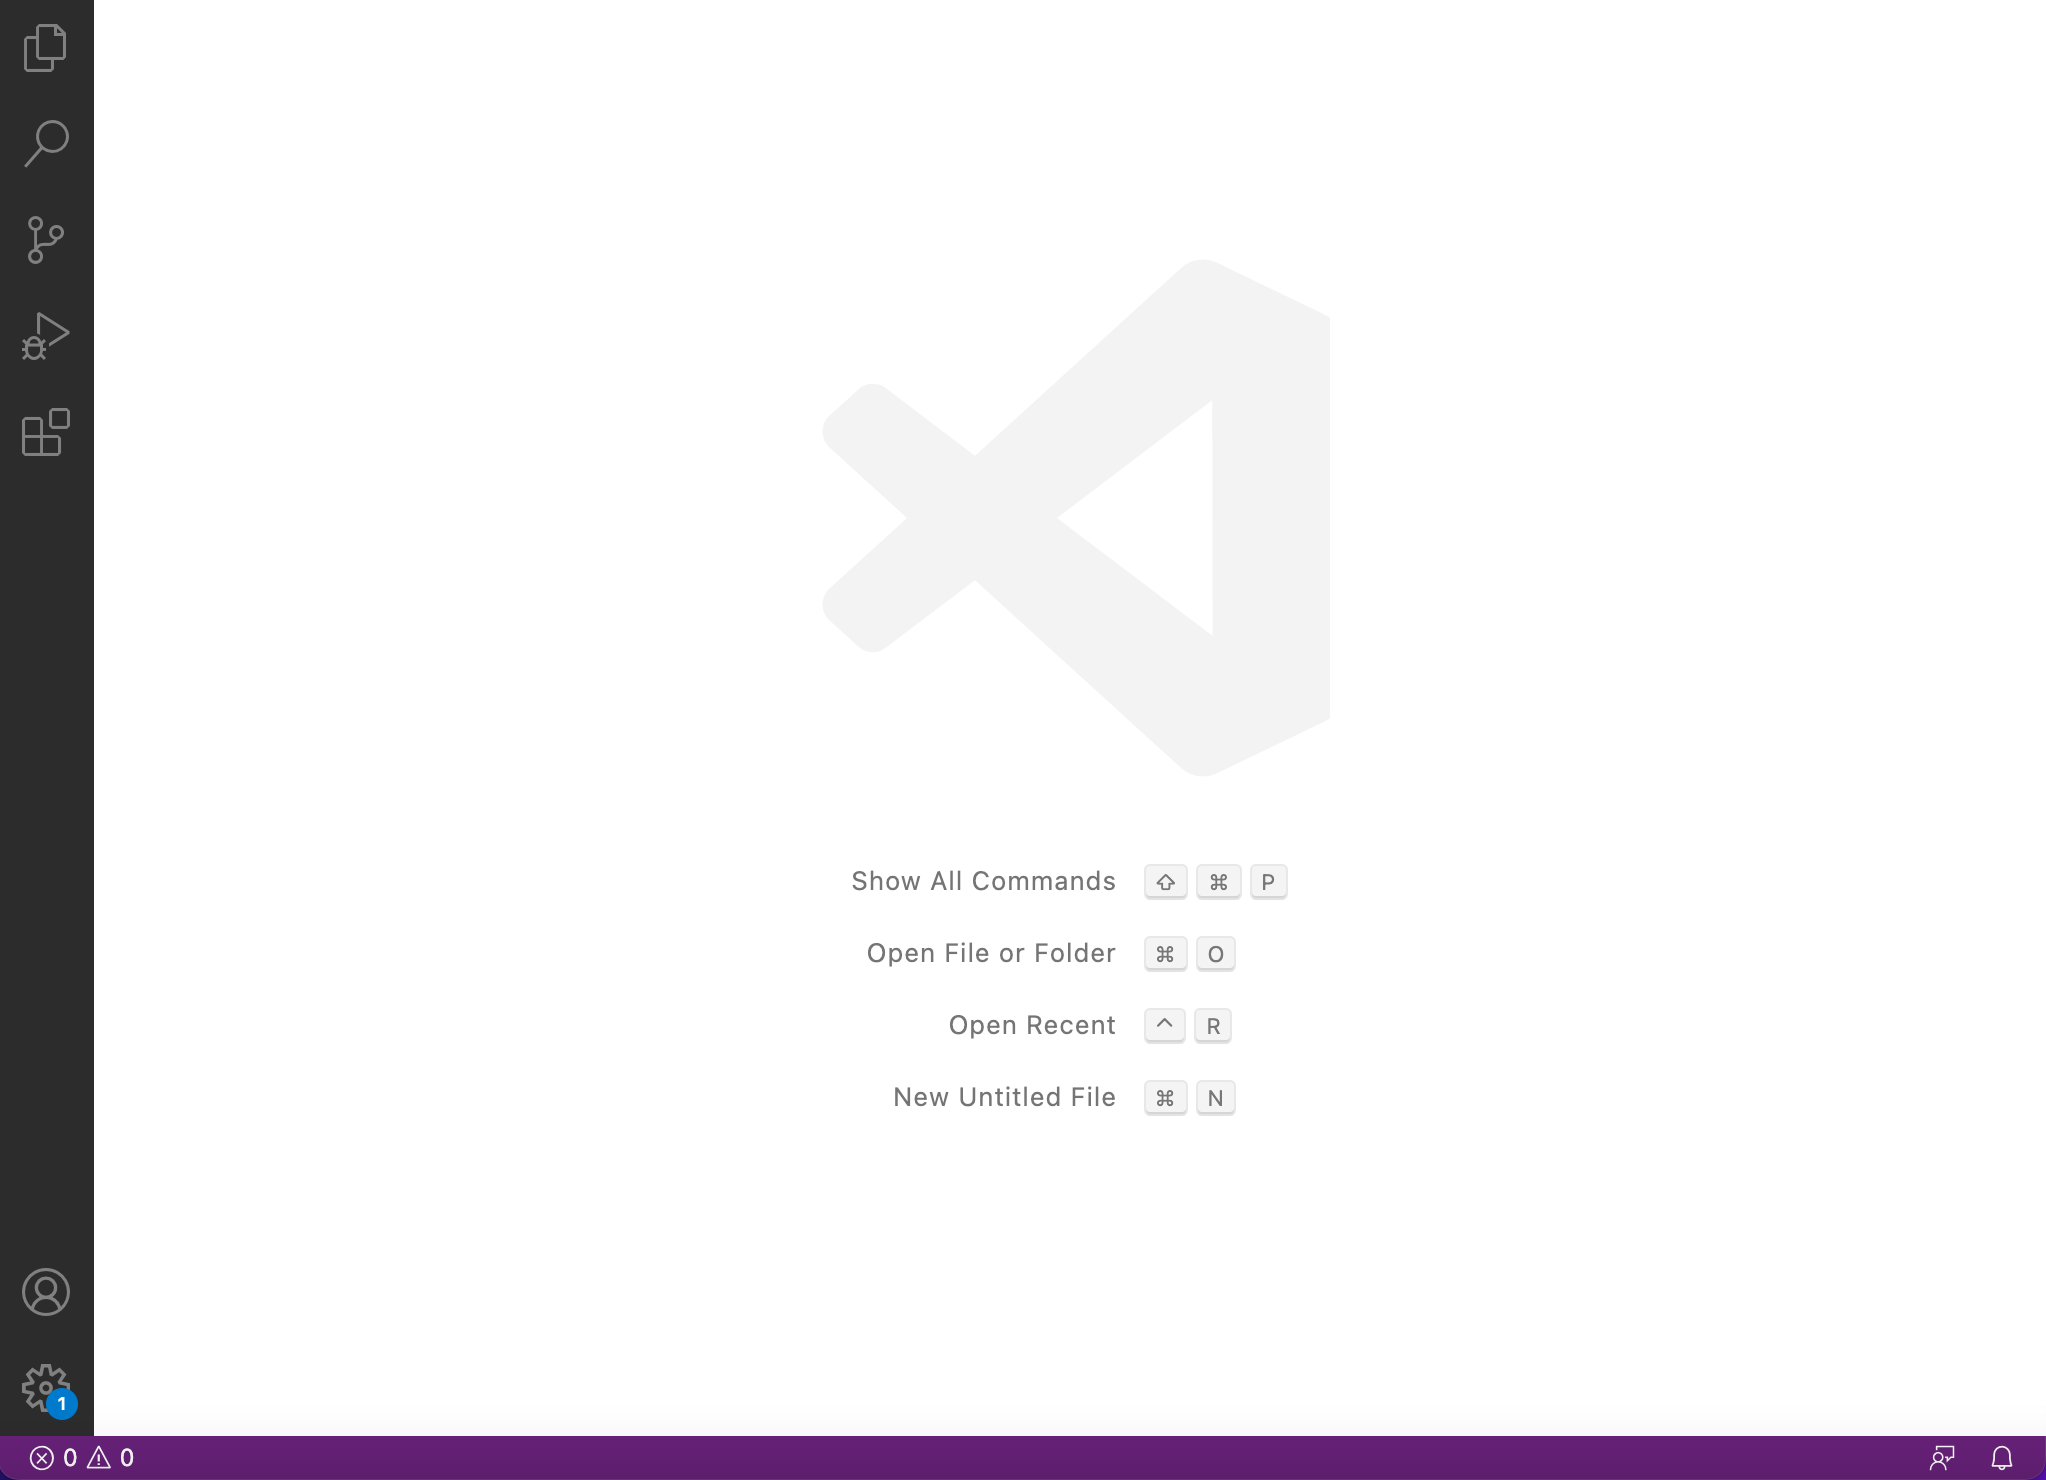 Show All Commands ⇧ ⌘ P
Open File or Folder ⌘ O
Open Recent ^ R
New Untitled File ⌘ N
1
0 0